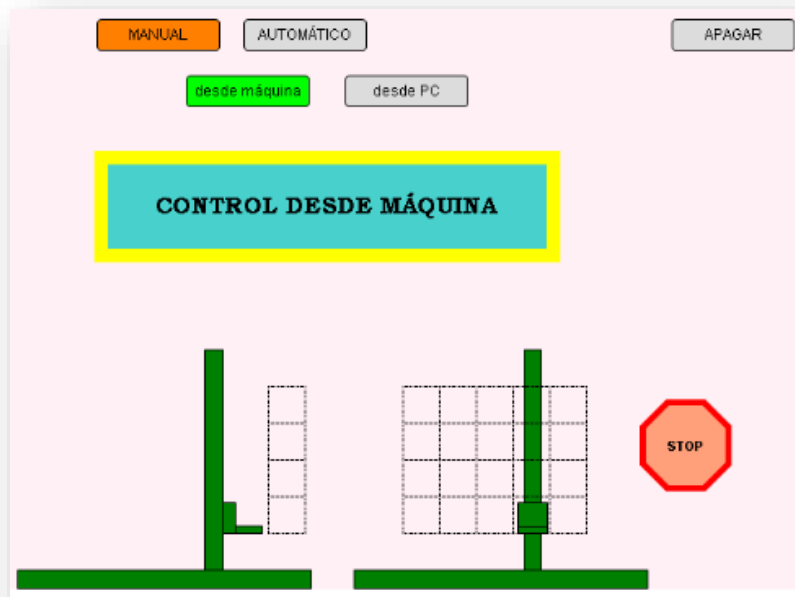 MANUAL
AUTOMÁTICO
APAGAR
desde máquina
desde PC
CONTROL DESDE MÁQUINA
STOP